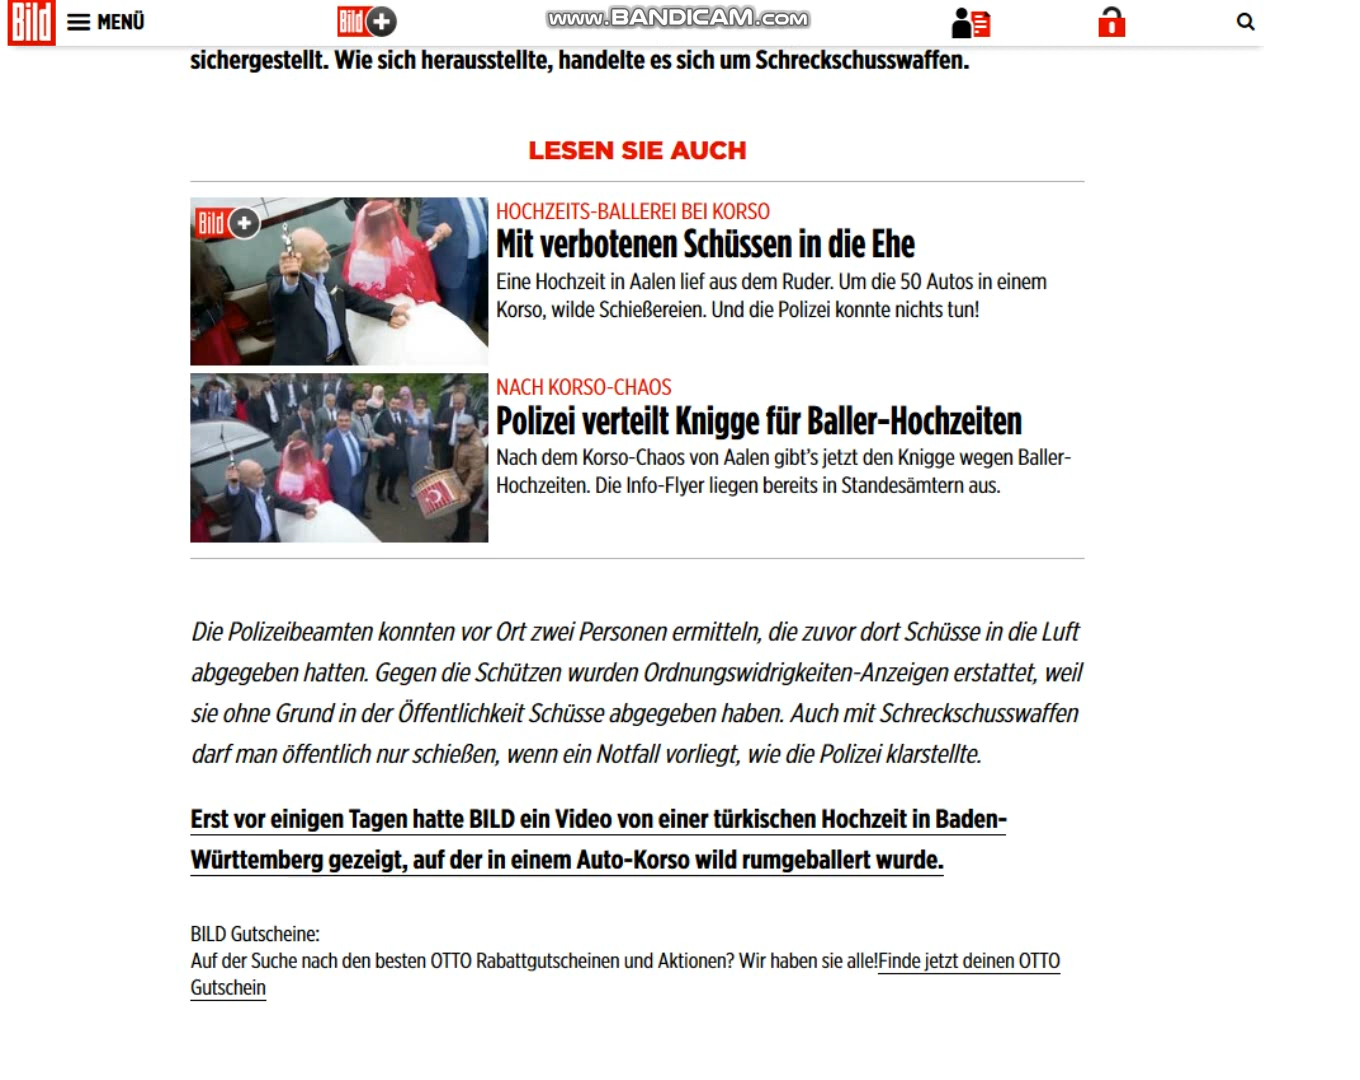 Bild
MENÜ
Bild +
www.BANDICAM.com
sichergestellt. Wie sich herausstellte, handelte es sich um Schreckschusswaffen.
LESEN SIE AUCH
Bild +
HOCHZEITS-BALLEREI BEI KORSO
Mit verbotenen Schüssen in die Ehe
Eine Hochzeit in Aalen lief aus dem Ruder. Um die 50 Autos in einem
Korso, wilde Schießereien. Und die Polizei konnte nichts tun!
NACH KORSO-CHAOS
Polizei verteilt Knigge für Baller-Hochzeiten
Nach dem Korso-Chaos von Aalen gibt's jetzt den Knigge wegen Baller-
Hochzeiten. Die Info-Flyer liegen bereits in Standesämtern aus.
Die Polizeibeamten konnten vor Ort zwei Personen ermitteln, die zuvor dort Schüsse in die Luft
abgegeben hatten. Gegen die Schützen wurden Ordnungswidrigkeiten-Anzeigen erstattet, weil
sie ohne Grund in der Öffentlichkeit Schüsse abgegeben haben. Auch mit Schreckschusswaffen
darf man öffentlich nur schießen, wenn ein Notfall vorliegt, wie die Polizei klarstellte.
Erst vor einigen Tagen hatte BILD ein Video von einer türkischen Hochzeit in Baden-
Württemberg gezeigt, auf der in einem Auto-Korso wild rumgeballert wurde.
BILD Gutscheine:
Auf der Suche nach den besten OTTO Rabattgutscheinen und Aktionen? Wir haben sie alle!Finde jetzt deinen OTTO
Gutschein